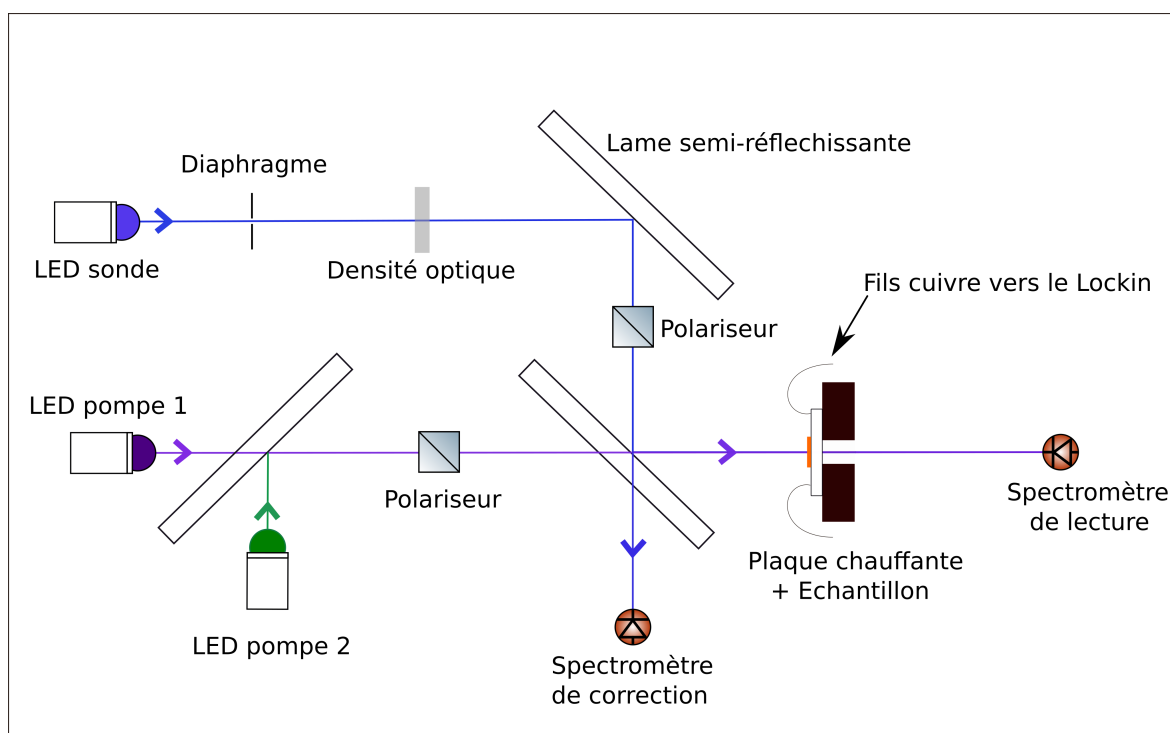 Lame semi-réflechissante
Diaphragme
LED sonde
Densité optique
Fils cuivre vers le Lockin
Polariseur
LED pompe 1
Polariseur
Spectromètre
de lecture
Plaque chauffante
+ Echantillon
LED pompe 2
Spectromètre
de correction